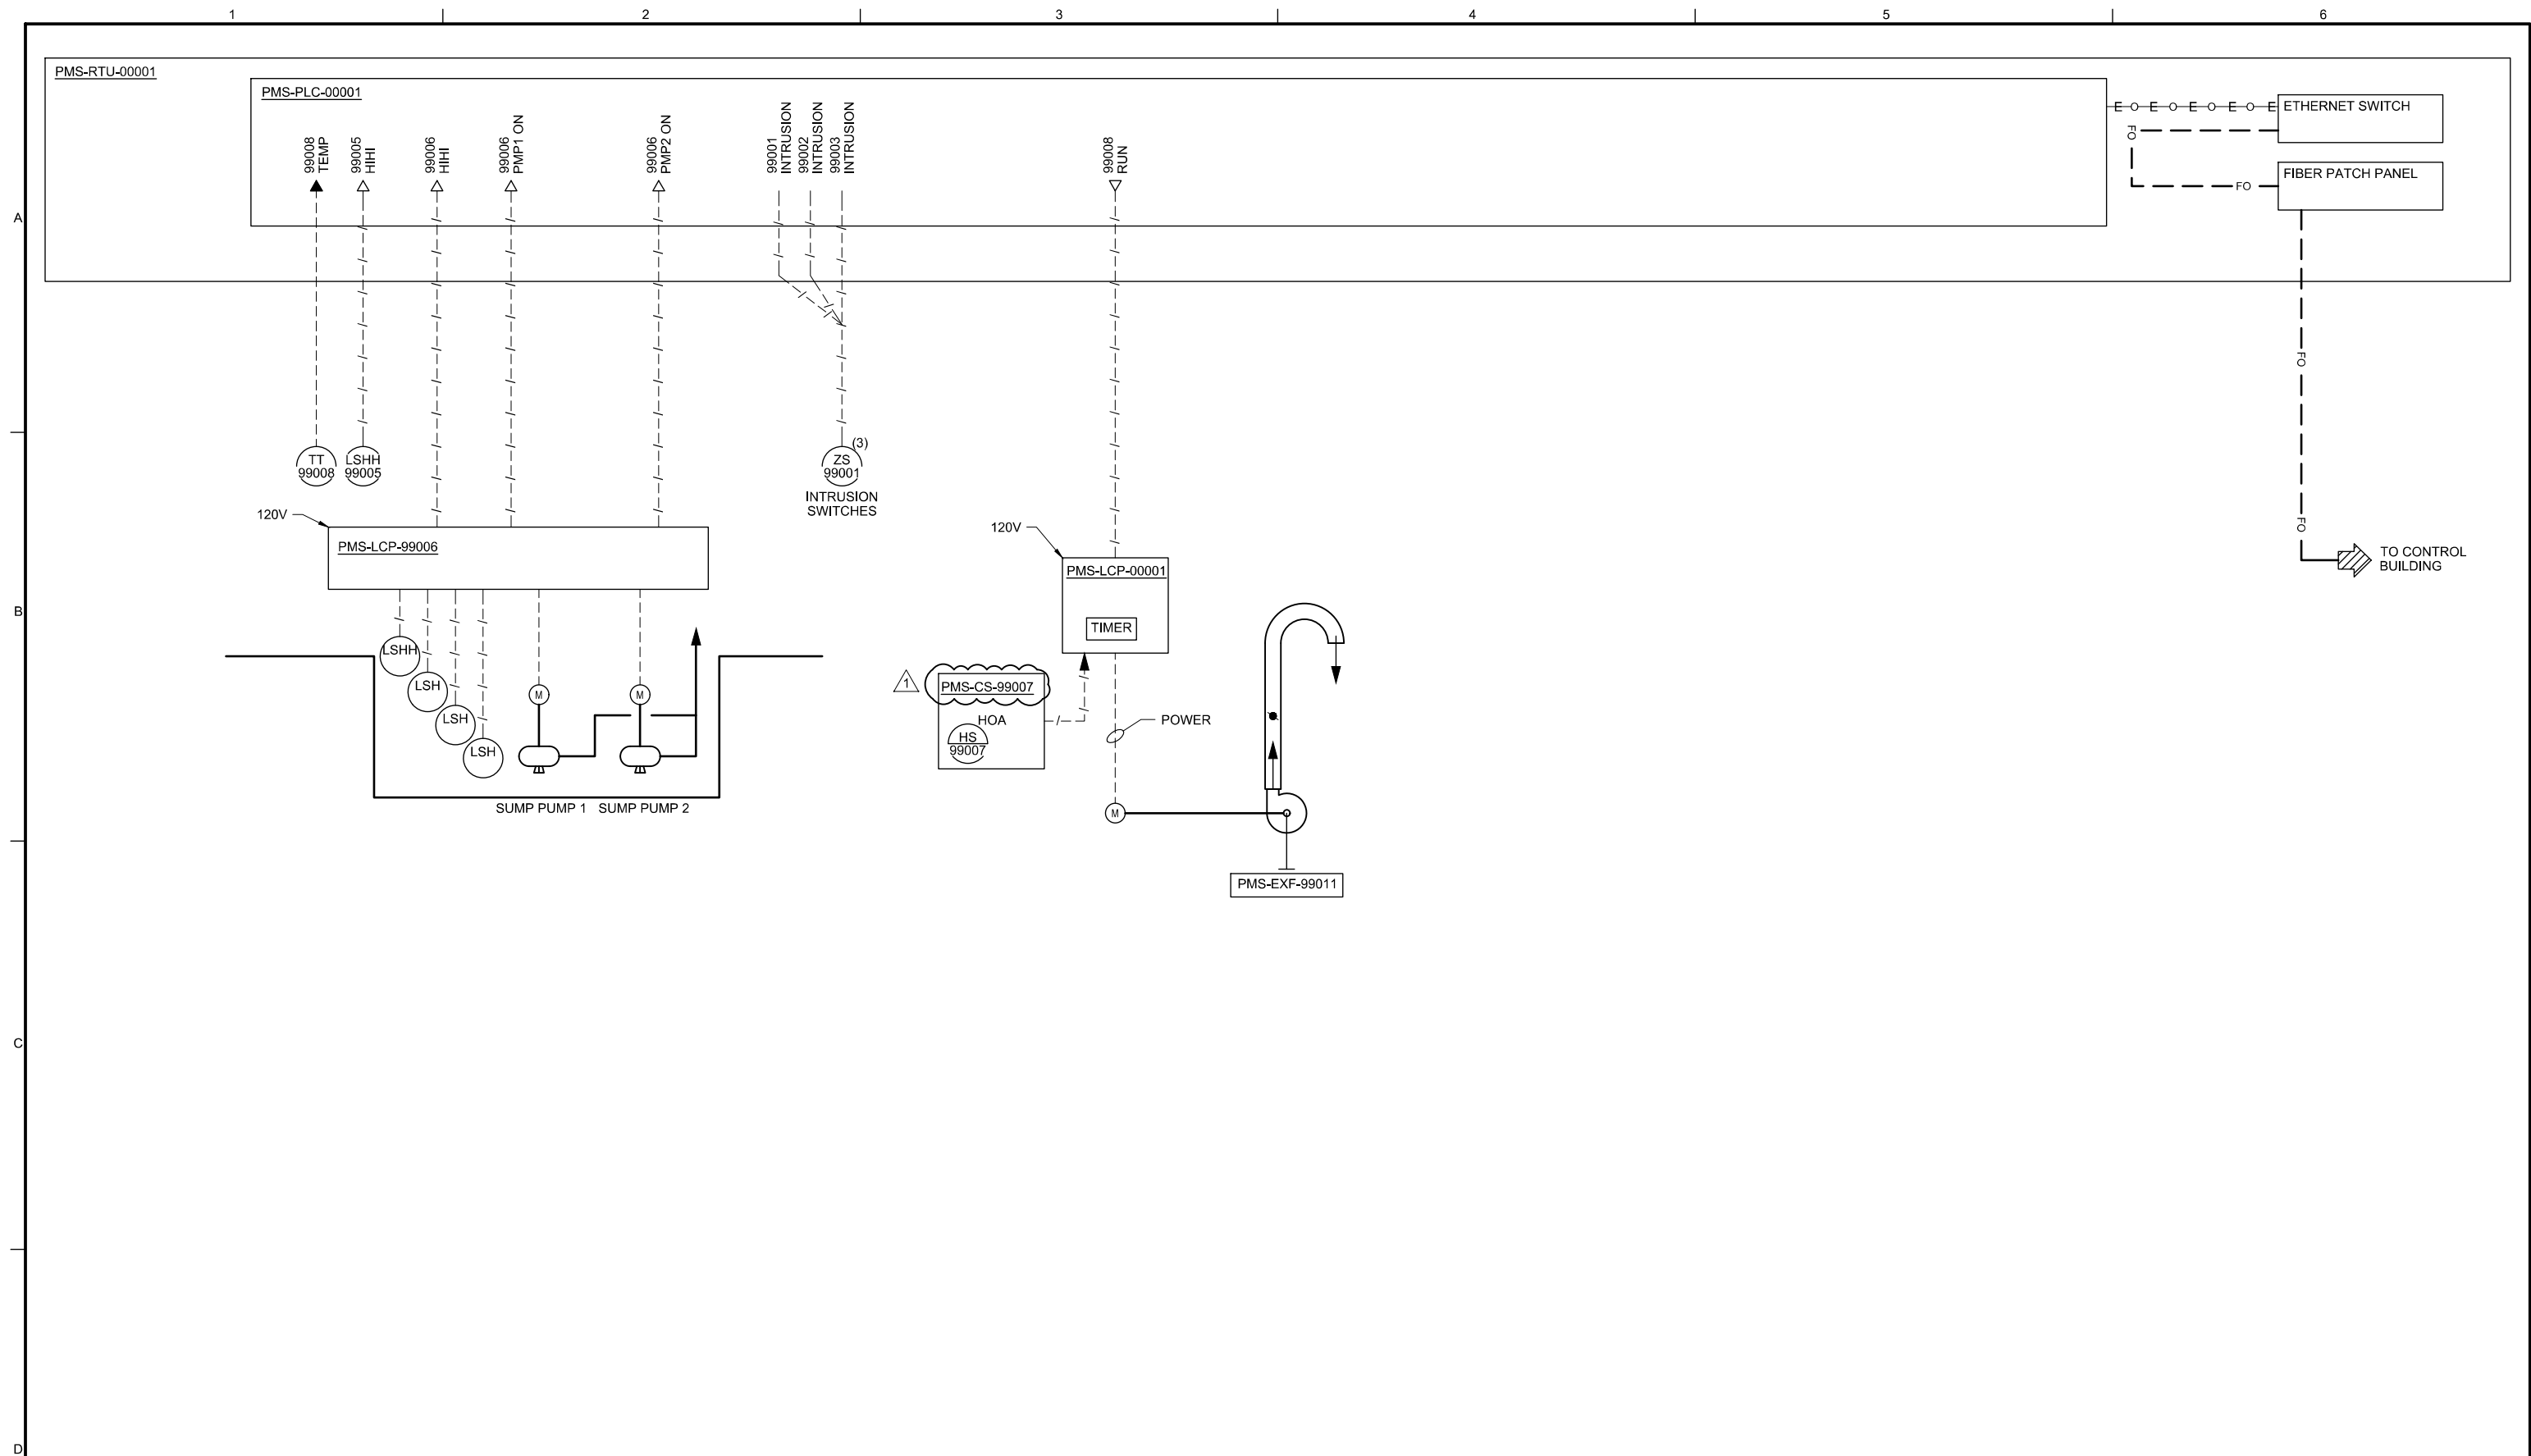 1
2
3
4
5
6
PMS-RTU-00001
PMS-PLC-00001
99008
TEMP
99005
HIHI
99006
HIHI
99006
PMP1 ON
99006
PMP2 ON
99001
INTRUSION
99002
INTRUSION
99003
INTRUSION
99008
RUN
E O E O E O E O E
ETHERNET SWITCH
FO
FIBER PATCH PANEL
FO
A
FO
TT
99008
LSHH
99005
(3)
ZS
99001
INTRUSION
SWITCHES
120V
PMS-LCP-99006
120V
PMS-LCP-00001
TIMER
FO
TO CONTROL
BUILDING
B
LSHH
LSH
LSH
LSH
M
M
SUMP PUMP 1
SUMP PUMP 2
1
PMS-CS-99007
HOA
HS
99007
POWER
M
PMS-EXF-99011
C
D